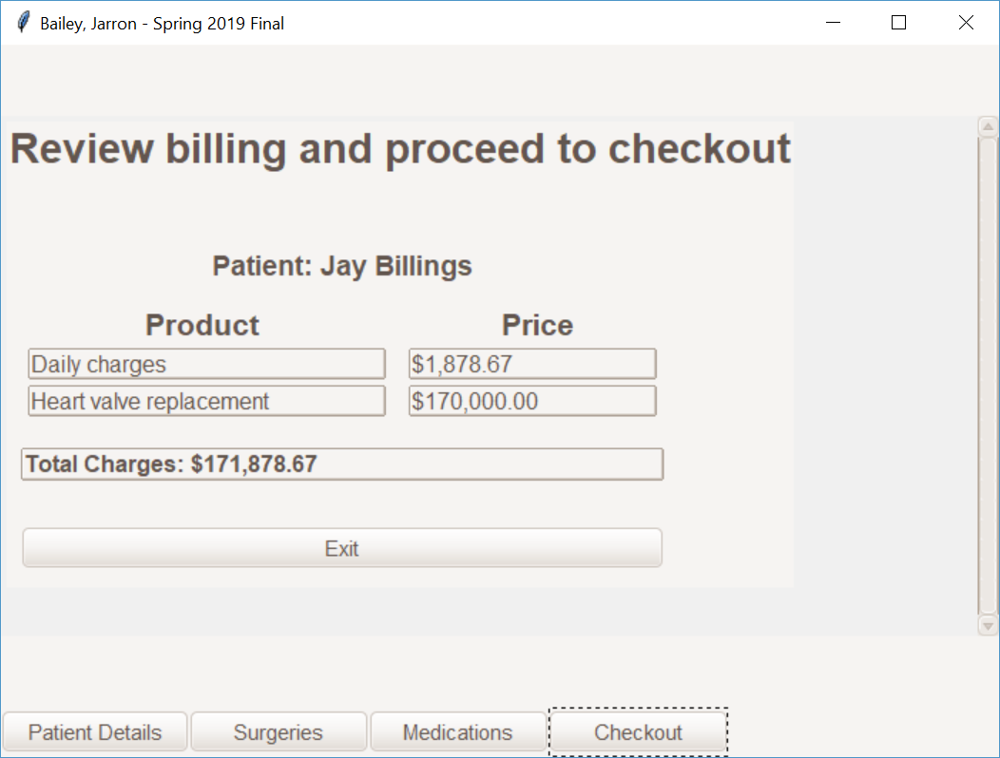 Bailey, Jarron - Spring 2019 Final
Review billing and proceed to checkout
Patient: Jay Billings
Product Price
Daily charges $1,878.67
Heart valve replacement $170,000.00
Total Charges: $171,878.67
Exit
Patient Details Surgeries Medications Checkout